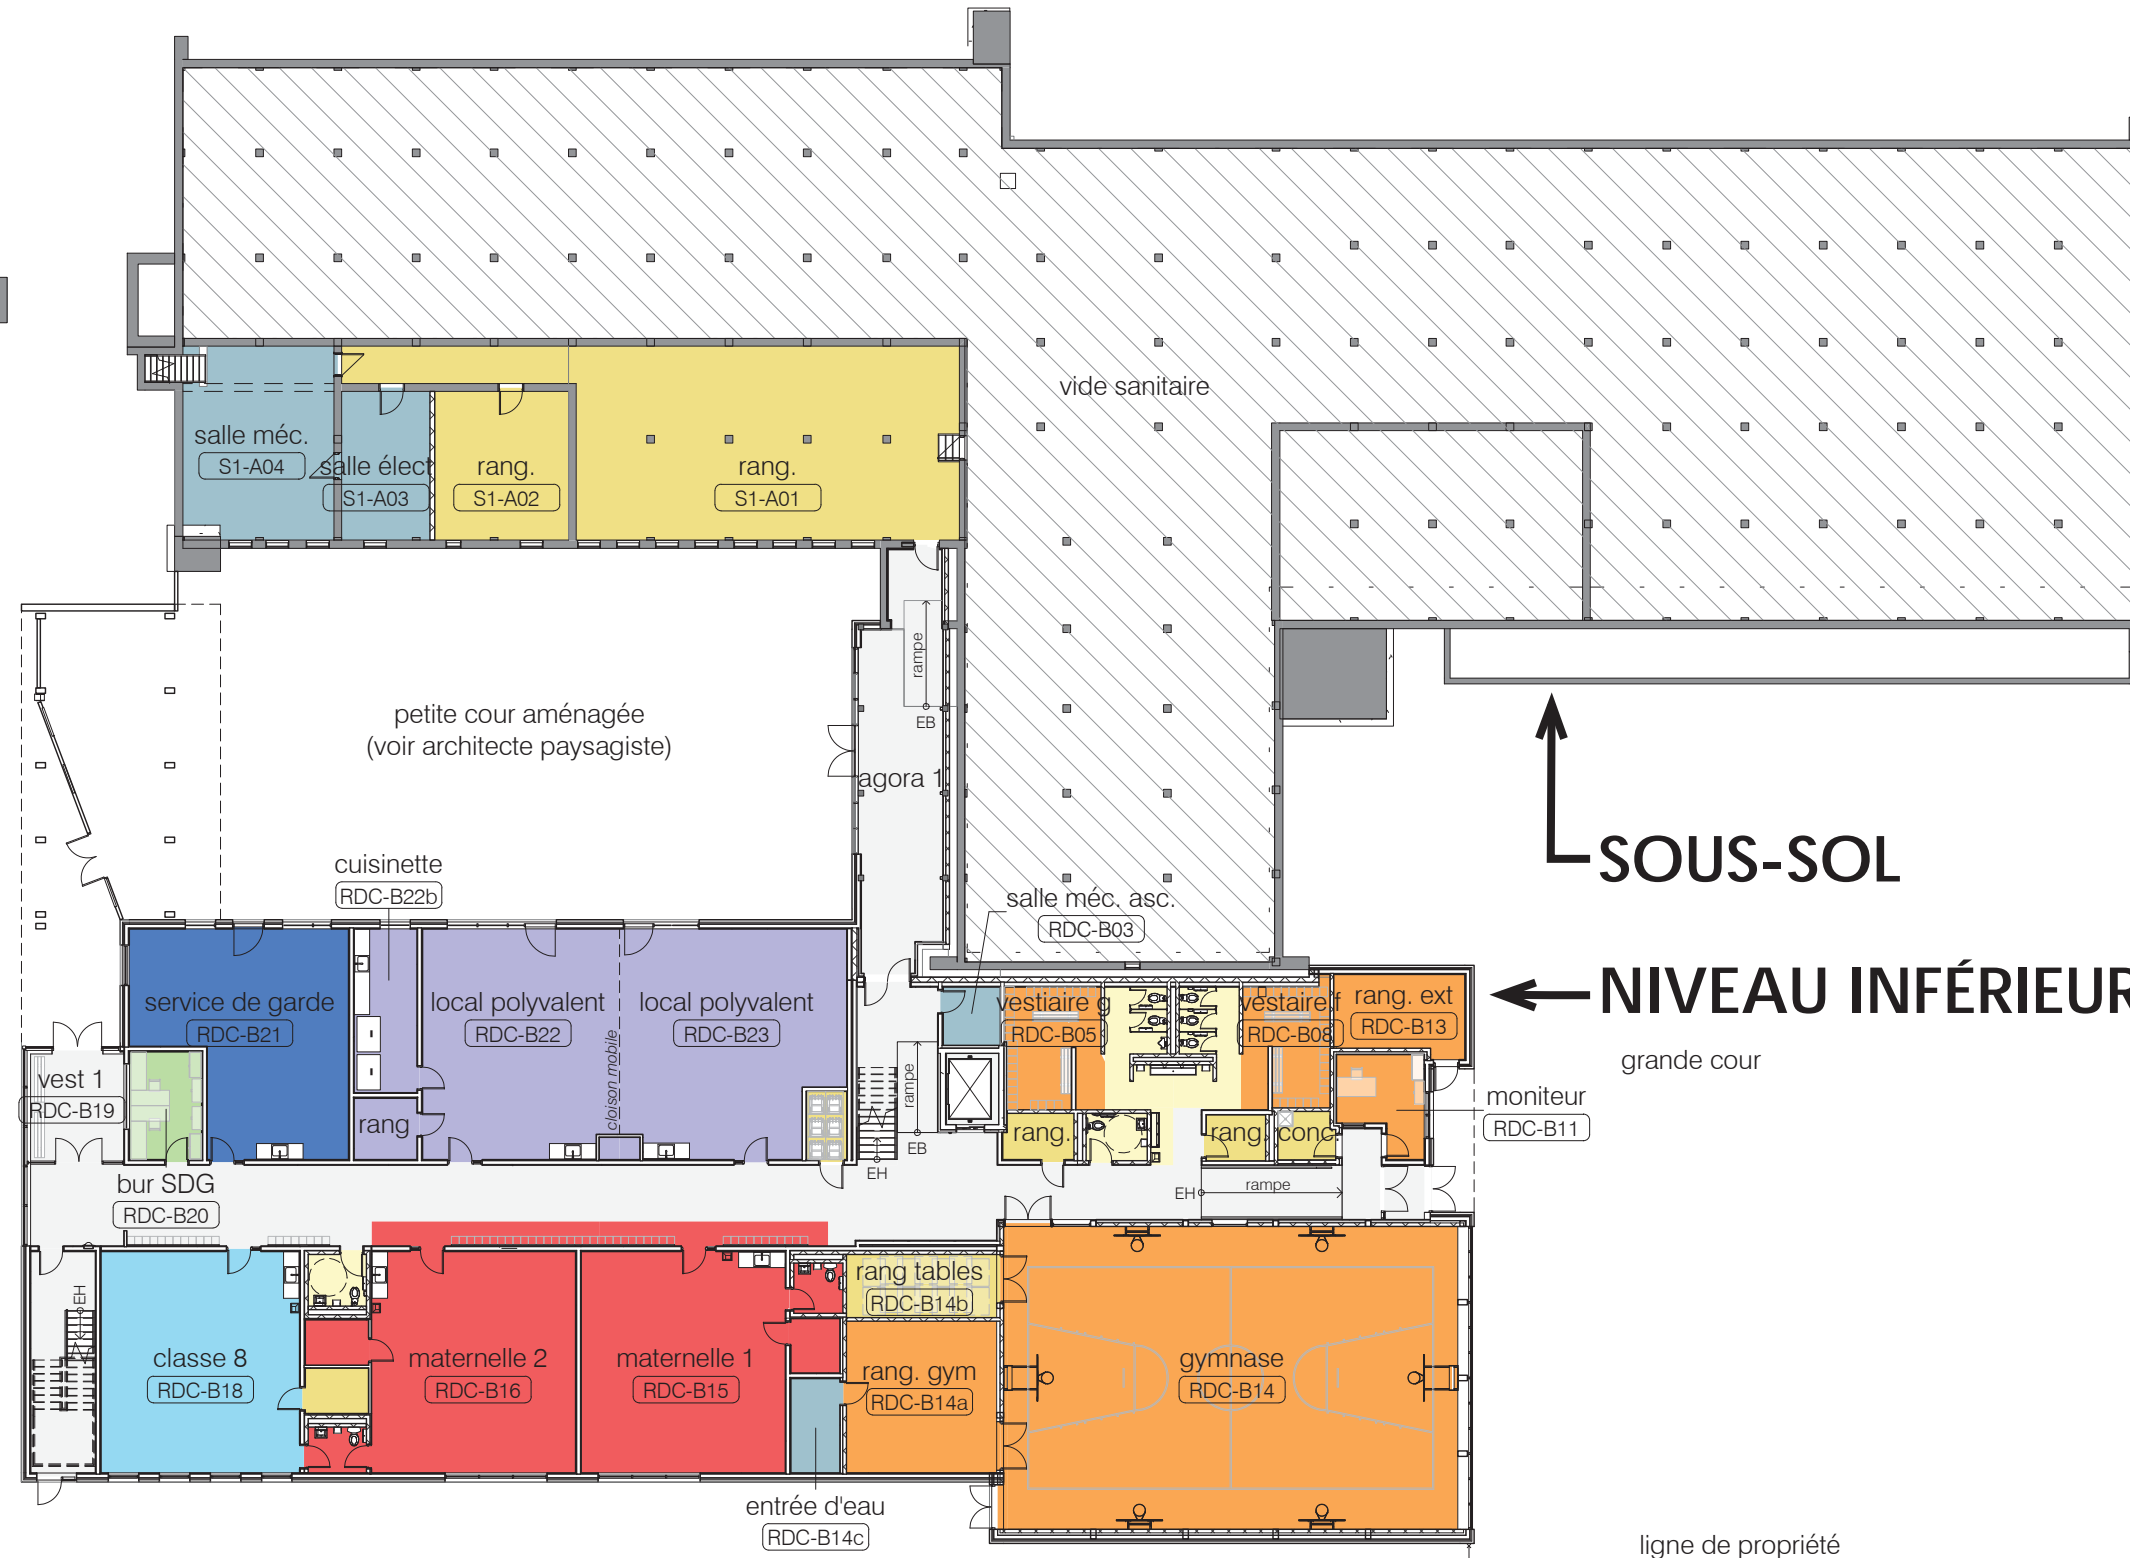 vide sanitaire
salle méc.
S1-A04
salle élect
S1-A03
rang.
S1-A02
rang.
S1-A01
rampe
EB
petite cour aménagée
(voir architecte paysagiste)
agora 1
SOUS-SOL
cuisinette
RDC-B22b
salle méc. asc.
RDC-B03
NIVEAU INFÉRIEUR
grande cour
service de garde
RDC-B21
local polyvalent
RDC-B22
cloison mobile
local polyvalent
RDC-B23
vestiaire g
RDC-B05
vestaire f
RDC-B08
rang. ext
RDC-B13
vest 1
RDC-B19
rang
rampe
EB
EH
rang.
rang.
conc.
moniteur
RDC-B11
bur SDG
RDC-B20
EH
rampe
EH
rang tables
RDC-B14b
classe 8
RDC-B18
maternelle 2
RDC-B16
maternelle 1
RDC-B15
rang. gym
RDC-B14a
gymnase
RDC-B14
entrée d'eau
RDC-B14c
ligne de propriété